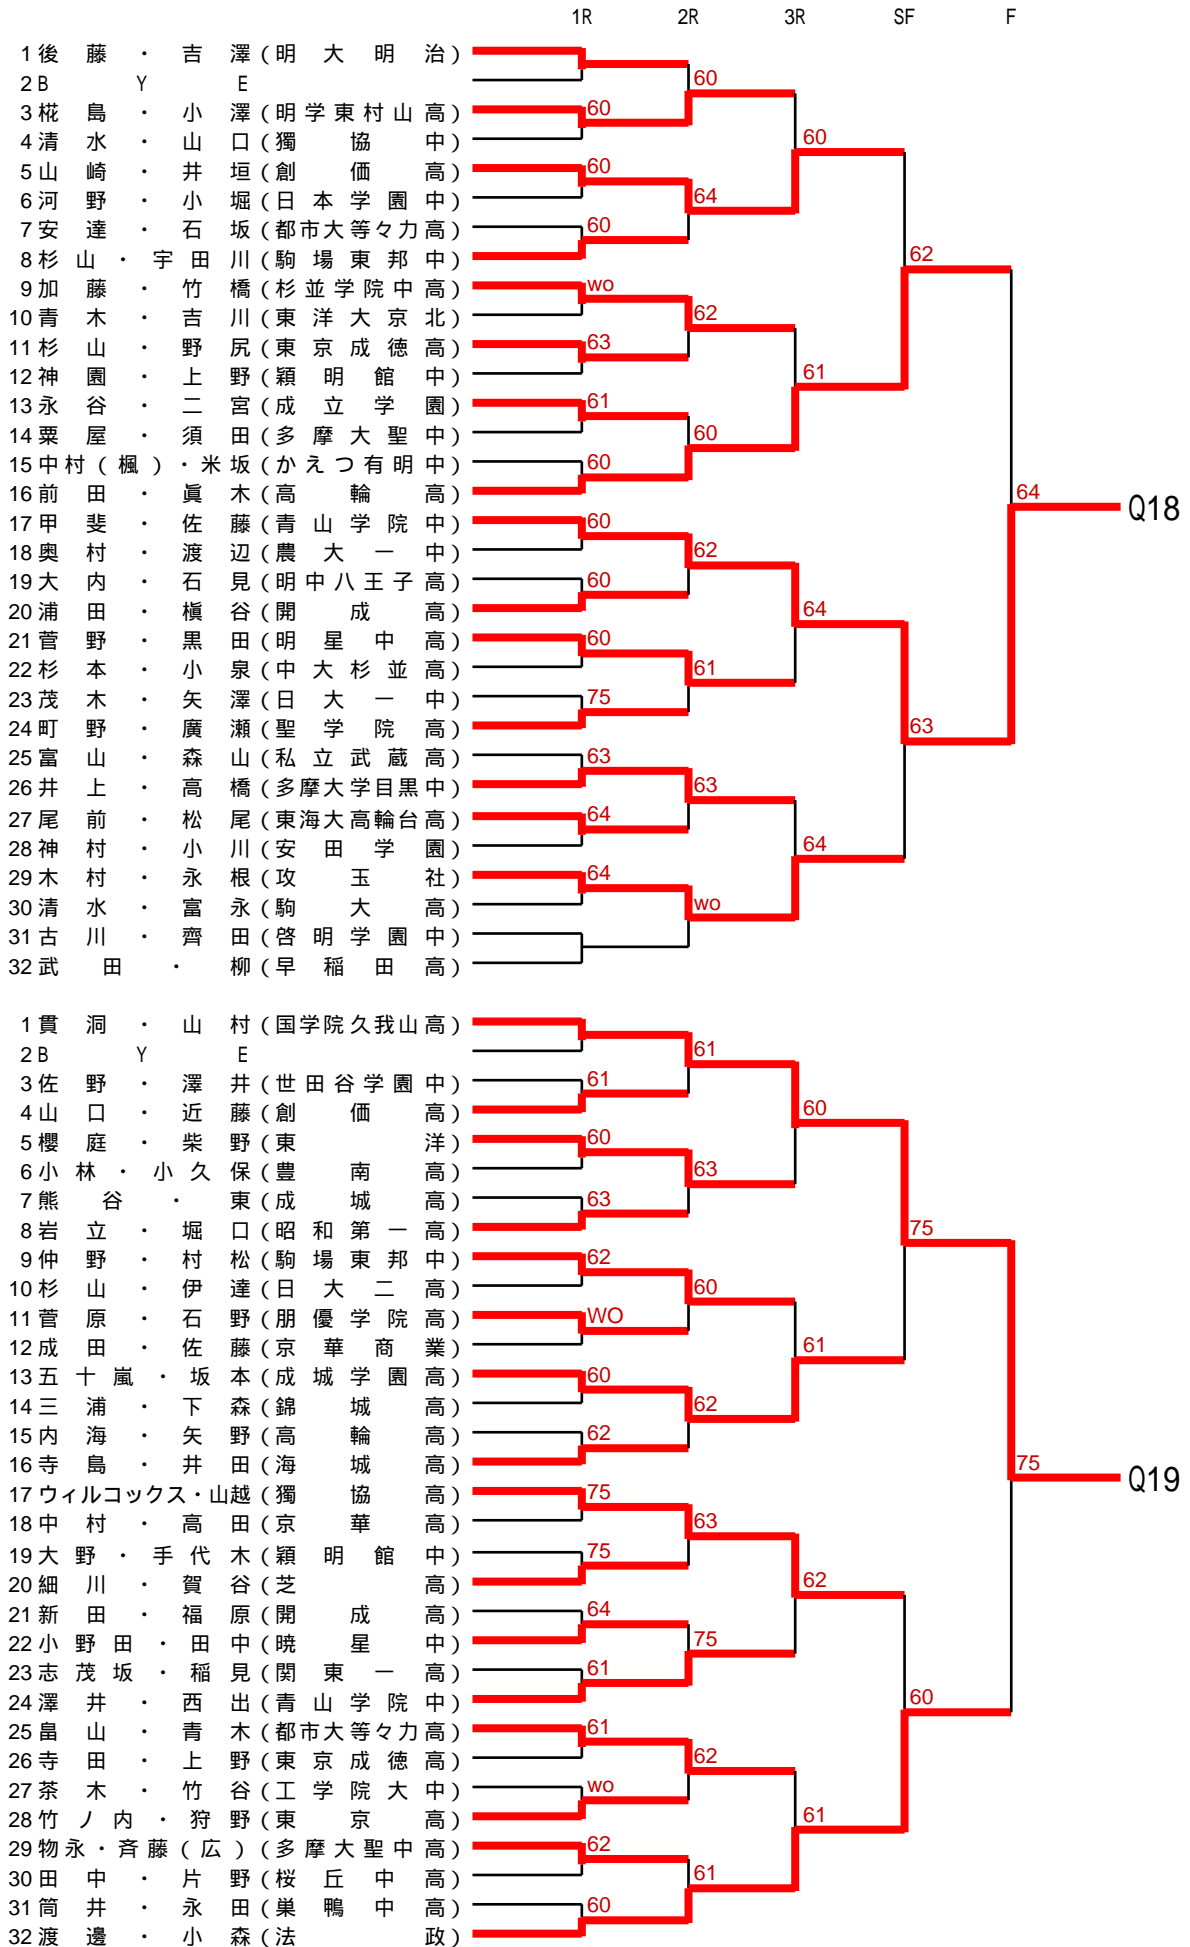 1R 2R 3R SF F
1 後藤・吉澤（明大明治）
2 BYE
60
3 椛島・小澤（明学東村山高） 60
4 清水・山口（獨協中）
60
5 山崎・井垣（創価高） 60
6 河野・小堀（日本学園中）
64
7 安達・石坂（都市大等々力高） 60
8 杉山・宇田川（駒場東邦中）
62
9 加藤・竹橋（杉並学院中高） wo
10 青木・吉川（東洋大京北）
62
11 杉山・野尻（東京成徳高） 63
12 神園・上野（穎明館中）
61
13 永谷・二宮（成立学園） 61
14 粟屋・須田（多摩大聖中）
60
15 中村（楓）・米坂（かえつ有明中） 60
16 前田・眞木（高輪高）
64 Q18
17 甲斐・佐藤（青山学院中） 60
18 奥村・渡辺（農大一中）
62
19 大内・石見（明中八王子高） 60
20 浦田・槇谷（開成高）
64
21 菅野・黒田（明星中高） 60
22 杉本・小泉（中大杉並高）
61
23 茂木・矢澤（日大一中） 75
24 町野・廣瀬（聖学院高）
63
25 富山・森山（私立武蔵高） 63
26 井上・高橋（多摩大学目黒中）
63
27 尾前・松尾（東海大高輪台高） 64
28 神村・小川（安田学園）
64
29 木村・永根（攻玉社） 64
30 清水・富永（駒大高）
wo
31 古川・齊田（啓明学園中）
32 武田・柳（早稲田高）
1 貫洞・山村（国学院久我山高）
2 BYE
61
3 佐野・澤井（世田谷学園中） 61
4 山口・近藤（創価高）
60
5 櫻庭・柴野（東洋） 60
6 小林・小久保（豊南高）
63
7 熊谷・東（成城高） 63
8 岩立・堀口（昭和第一高）
75
9 仲野・村松（駒場東邦中） 62
10 杉山・伊達（日大二高）
60
11 菅原・石野（朋優学院高） WO
12 成田・佐藤（京華商業）
61
13 五十嵐・坂本（成城学園高） 60
14 三浦・下森（錦城高）
62
15 内海・矢野（高輪高） 62
16 寺島・井田（海城高）
75 Q19
17 ウィルコックス・山越（獨協高） 75
18 中村・高田（京華高）
63
19 大野・手代木（穎明館中） 75
20 細川・賀谷（芝高）
62
21 新田・福原（開成高） 64
22 小野田・田中（暁星中）
75
23 志茂坂・稲見（関東一高） 61
24 澤井・西出（青山学院中）
60
25 畠山・青木（都市大等々力高） 61
26 寺田・上野（東京成徳高）
62
27 茶木・竹谷（工学院大中） wo
28 竹ノ内・狩野（東京高）
61
29 物永・斉藤（広）（多摩大聖中高） 62
30 田中・片野（桜丘中高）
61
31 筒井・永田（巣鴨中高） 60
32 渡邊・小森（法政）